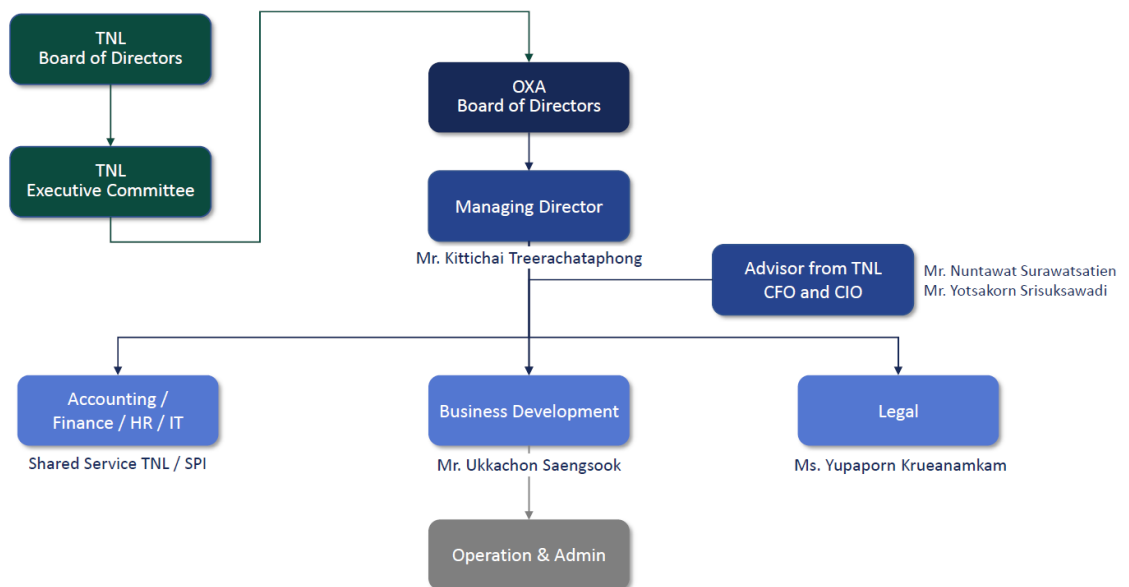 TNL
Board of Directors
TNL
Executive Committee
OXA
Board of Directors
Managing Director
Mr. Kittichai Treerachataphong
Advisor from TNL
CFO and CIO
Mr. Nuntawat Surawatsatien
Mr. Yotsakorn Srisuksawadi
Accounting /
Finance / HR / IT
Shared Service TNL / SPI
Business Development
Mr. Ukkachon Saengsook
Legal
Ms. Yupaporn Krueanamkam
Operation & Admin